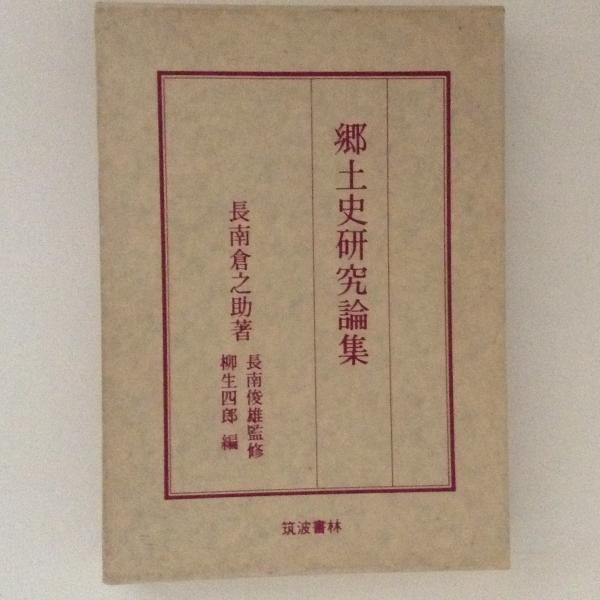 郷土史研究論集
長南倉之助著
長南俊雄監修
柳生四郎 編
筑波書林